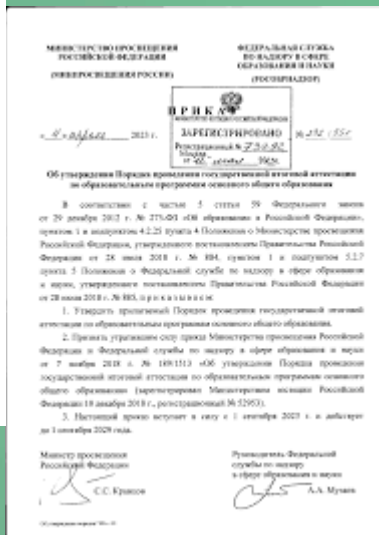 МИНИСТЕРСТВО ПРОСВЕЩЕНИЯ
РОССИЙСКОЙ ФЕДЕРАЦИИ
(МИНПРОСВЕЩЕНИЯ РОССИИ)
ФЕДЕРАЛЬНАЯ СЛУЖБА
ПО НАДЗОРУ В СФЕРЕ
ОБРАЗОВАНИЯ И НАУКИ
(РОСОБРНАДЗОР)
ПРИКАЗ
ЗАРЕГИСТРИРОВАНО
Регистрационный №
« 4 » апреля 2023 г.
Об утверждении Порядка проведения государственной итоговой аттестации
по образовательным программам основного общего образования
В соответствии с частью 5 статьи 59 Федерального закона
от 29 декабря 2012 г. № 273-ФЗ «Об образовании в Российской Федерации»,
пунктом 1 и подпунктом 4.2.25 пункта 4 Положения о Министерстве просвещения
Российской Федерации, утвержденного постановлением Правительства Российской
Федерации от 28 июля 2018 г. № 884, пунктом 1 и подпунктом 5.2.7
пункта 5 Положения о Федеральной службе по надзору в сфере образования
и науки, утвержденного постановлением Правительства Российской Федерации
от 28 июля 2018 г. № 885, приказываем:
1. Утвердить прилагаемый Порядок проведения государственной итоговой
аттестации по образовательным программам основного общего образования.
2. Признать утратившим силу приказ Министерства просвещения Российской
Федерации и Федеральной службы по надзору в сфере образования и науки
от 7 ноября 2018 г. № 189/1513 «Об утверждении Порядка проведения
государственной итоговой аттестации по образовательным программам основного
общего образования» (зарегистрирован Министерством юстиции Российской
Федерации 10 декабря 2018 г., регистрационный № 52953).
3. Настоящий приказ вступает в силу с 1 сентября 2023 г. и действует
до 1 сентября 2029 года.
Министр просвещения
Российской Федерации
С.С. Кравцов
Руководитель Федеральной
службы по надзору
в сфере образования и науки
А.А. Музаев